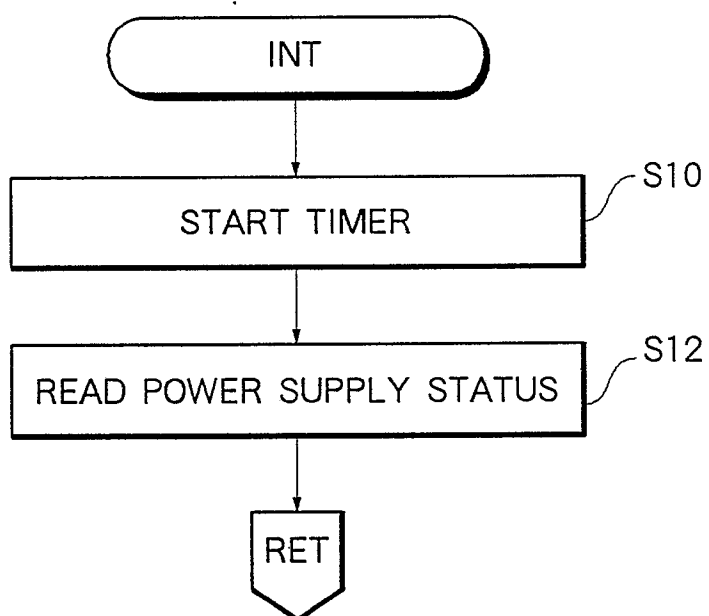 INT
START TIMER
S10
READ POWER SUPPLY STATUS
S12
RET